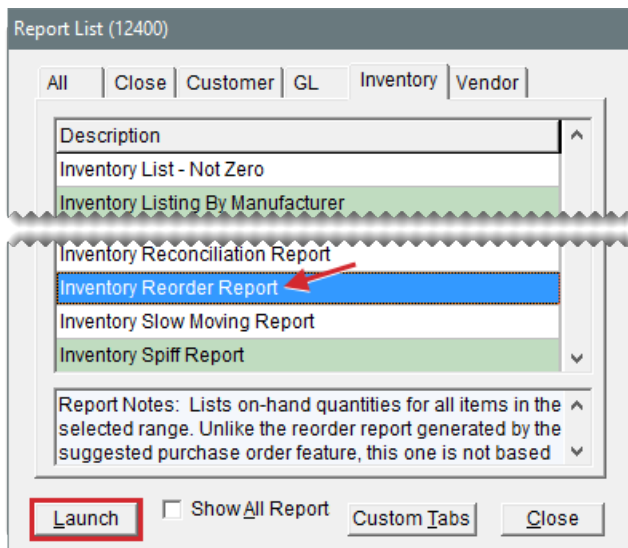 Report List (12400)
All Close Customer GL Inventory Vendor
Description
Inventory List - Not Zero
Inventory Listing By Manufacturer
Inventory Reconciliation Report
Inventory Reorder Report
Inventory Slow Moving Report
Inventory Spiff Report
Report Notes: Lists on-hand quantities for all items in the
selected range. Unlike the reorder report generated by the
suggested purchase order feature, this one is not based
Launch Show All Report Custom Tabs Close